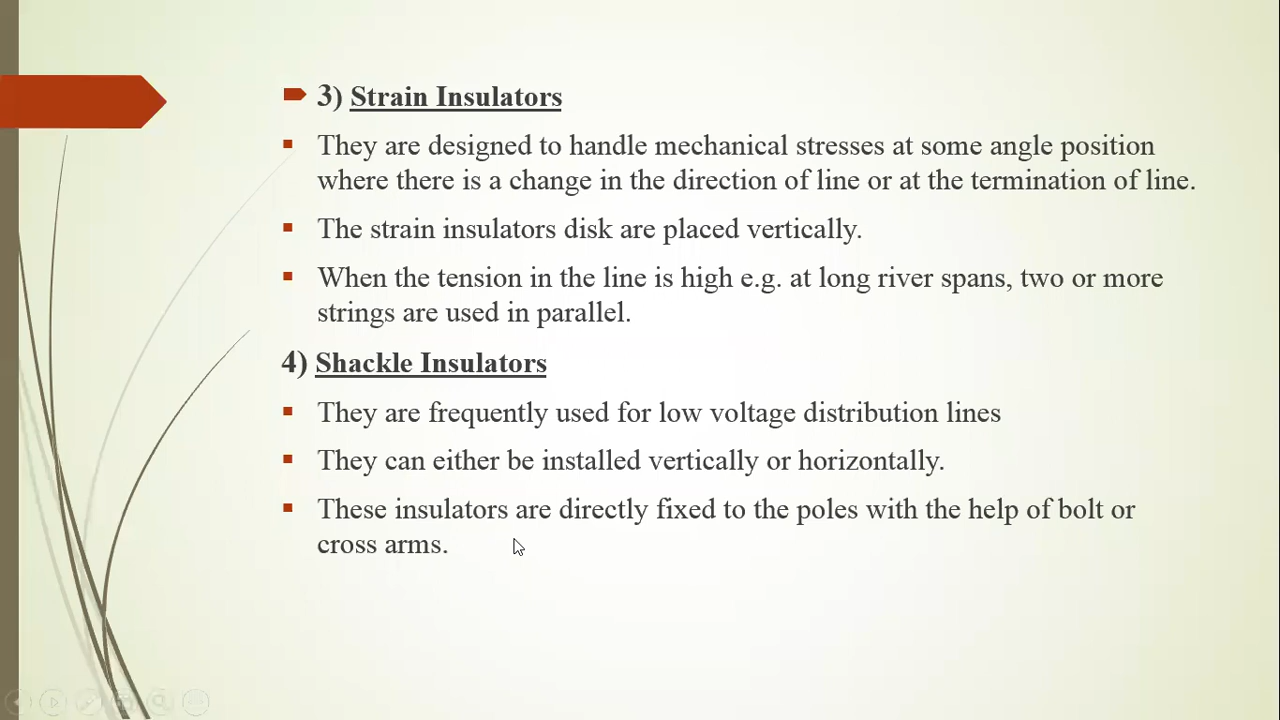 3) Strain Insulators
They are designed to handle mechanical stresses at some angle position
where there is a change in the direction of line or at the termination of line.
The strain insulators disk are placed vertically.
When the tension in the line is high e.g. at long river spans, two or more
strings are used in parallel.
4) Shackle Insulators
They are frequently used for low voltage distribution lines
They can either be installed vertically or horizontally.
These insulators are directly fixed to the poles with the help of bolt or
cross arms.